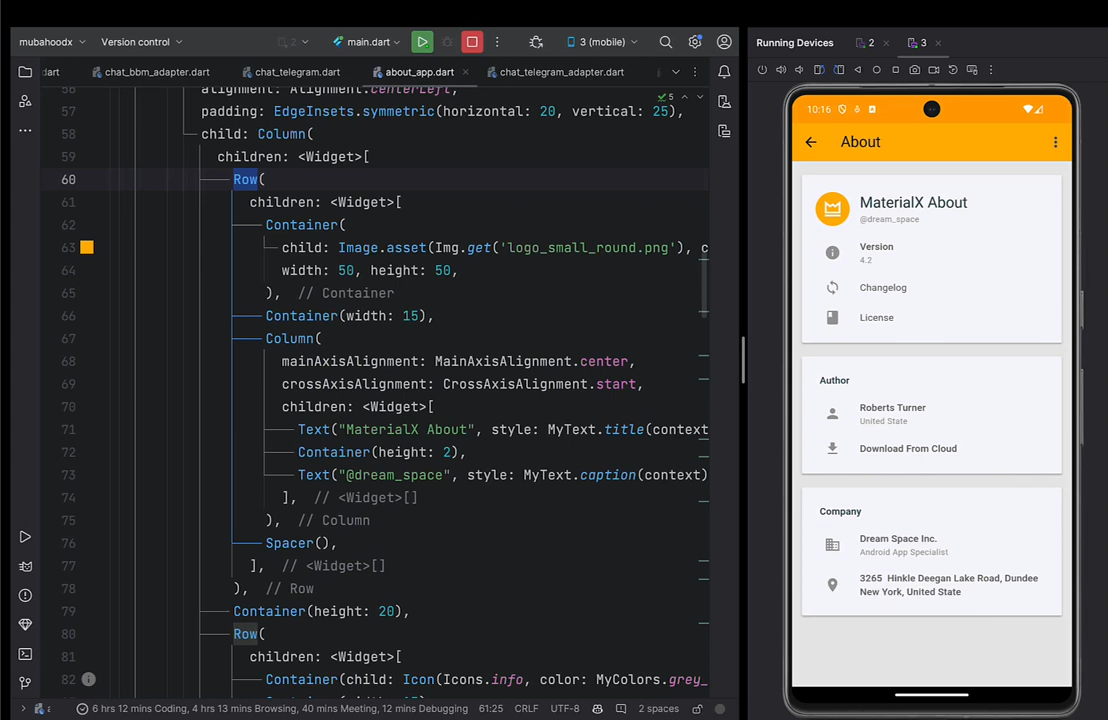 mubahoodx
Version control
2
main.dart
3 (mobile)
Running Devices
2
3
dart
chat_bbm_adapter.dart
chat_telegram.dart
about_app.dart
chat_telegram_adapter.dart
5
56 alignment: Alignment.centerLeft,
57 padding: EdgeInsets.symmetric(horizontal: 20, vertical: 25),
58 child: Column(
59 children: <Widget>[
60 Row(
61 children: <Widget>[
62 Container(
63 child: Image.asset(Img.get('logo_small_round.png'), c
64 width: 50, height: 50,
65 ), // Container
66 Container(width: 15),
67 Column(
68 mainAxisAlignment: MainAxisAlignment.center,
69 crossAxisAlignment: CrossAxisAlignment.start,
70 children: <Widget>[
71 Text("MaterialX About", style: MyText.title(context
72 Container(height: 2),
73 Text("@dream_space", style: MyText.caption(context)
74 ], // <Widget>[]
75 ), // Column
76 Spacer(),
77 ], // <Widget>[]
78 ), // Row
79 Container(height: 20),
80 Row(
81 children: <Widget>[
82 Container(child: Icon(Icons.info, color: MyColors.grey_
6 hrs 12 mins Coding, 4 hrs 13 mins Browsing, 40 mins Meeting, 12 mins Debugging
61:25
CRLF
UTF-8
2 spaces
10:16
About
MaterialX About
@dream_space
Version
4.2
Changelog
License
Author
Roberts Turner
United State
Download From Cloud
Company
Dream Space Inc.
Android App Specialist
3265 Hinkle Deegan Lake Road, Dundee
New York, United State